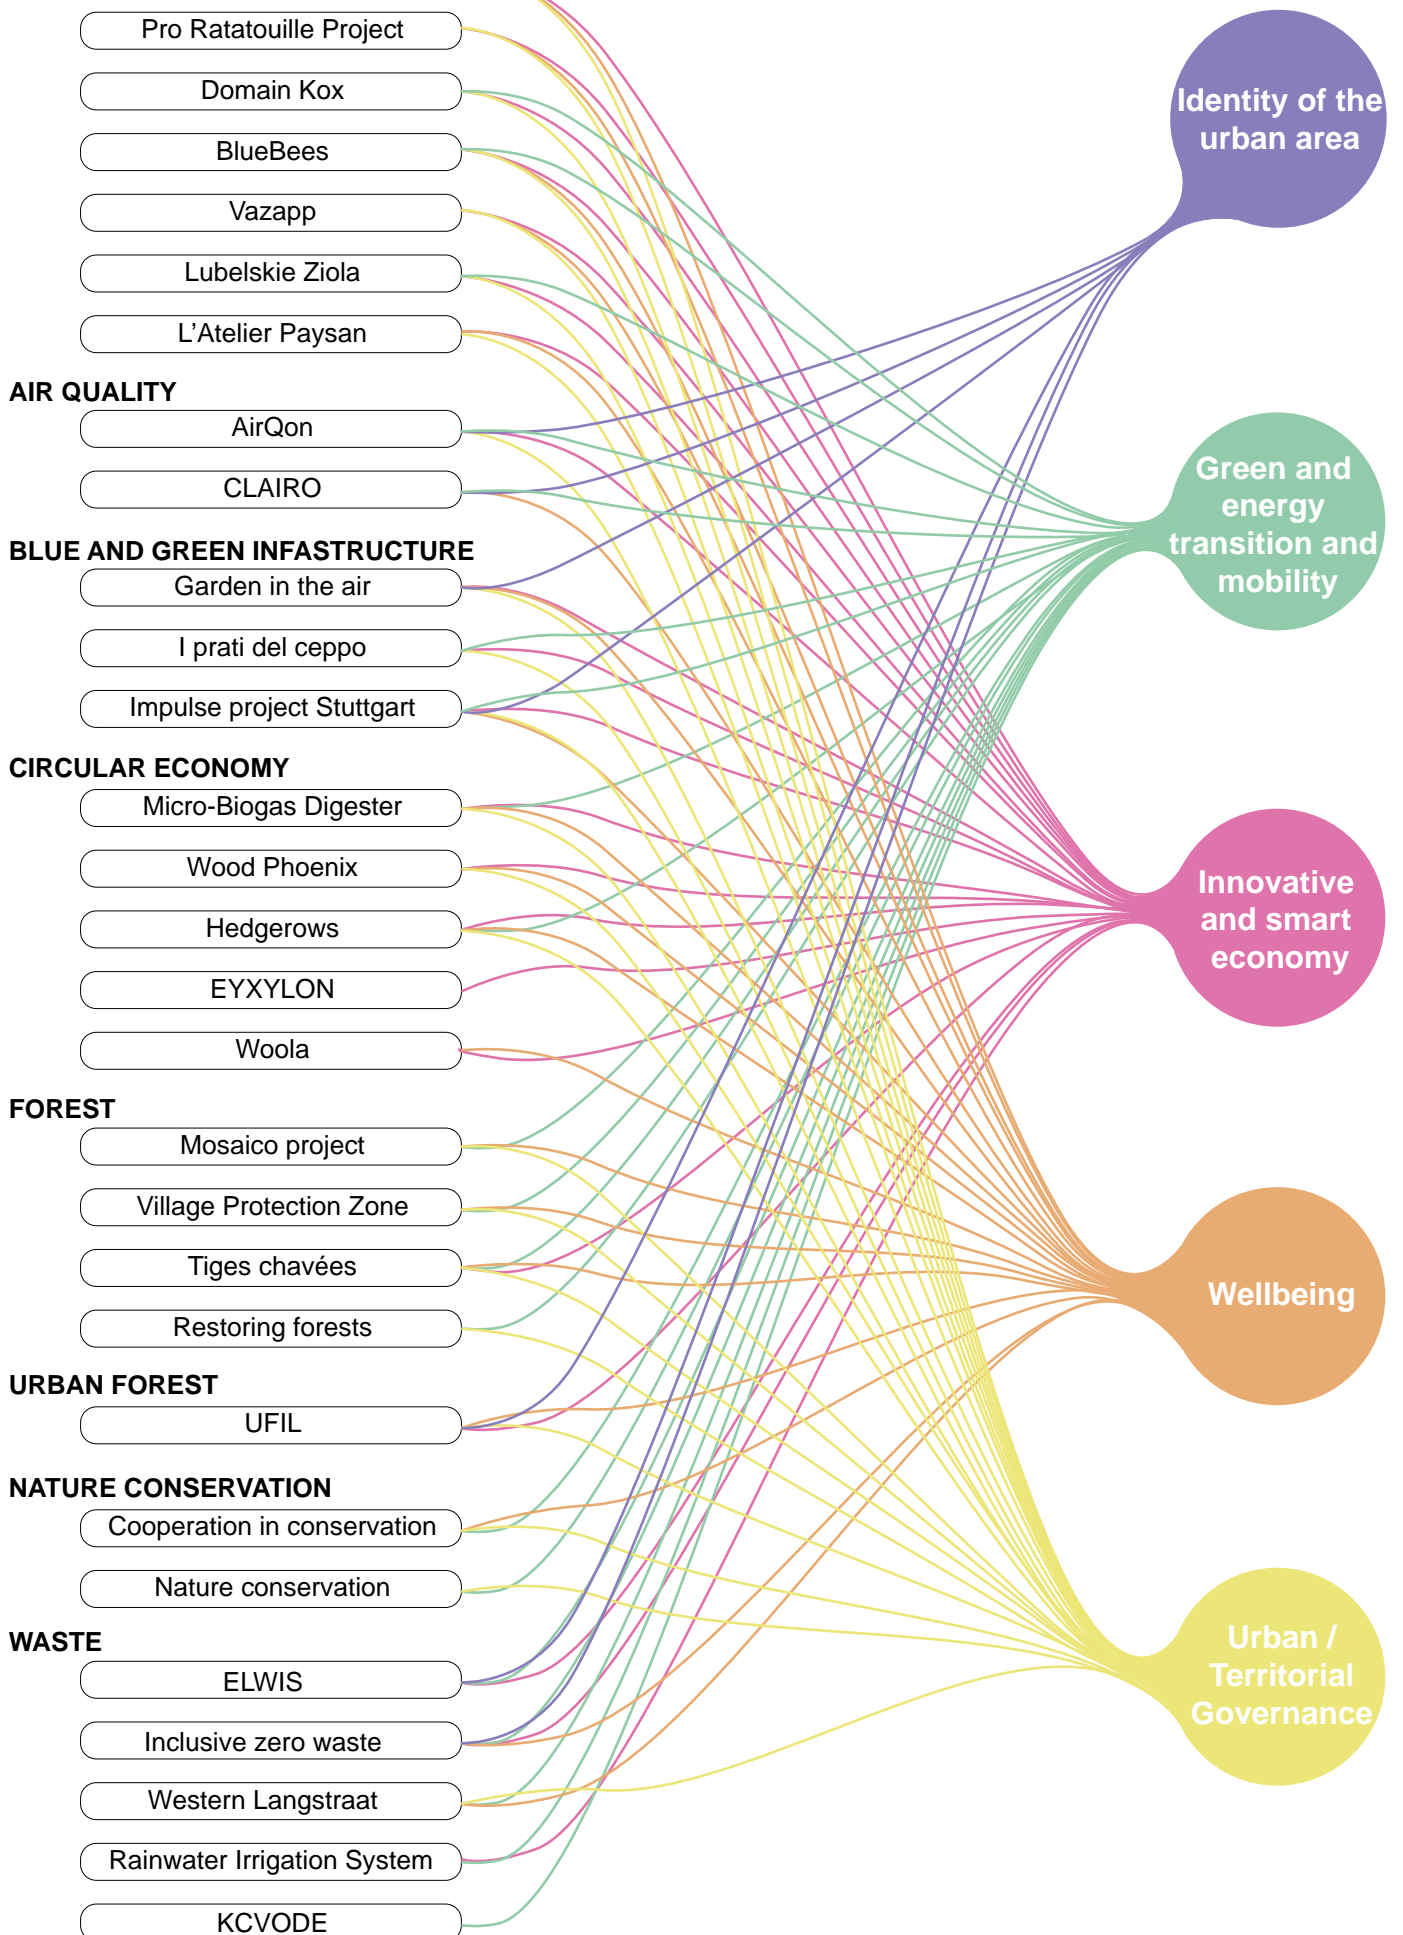 Pro Ratatouille Project
Domain Kox
BlueBees
Vazapp
Lubelskie Ziola
L’Atelier Paysan
AIR QUALITY
AirQon
CLAIRO
BLUE AND GREEN INFASTRUCTURE
Garden in the air
I prati del ceppo
Impulse project Stuttgart
CIRCULAR ECONOMY
Micro-Biogas Digester
Wood Phoenix
Hedgerows
EYXYLON
Woola
FOREST
Mosaico project
Village Protection Zone
Tiges chavées
Restoring forests
URBAN FOREST
UFIL
NATURE CONSERVATION
Cooperation in conservation
Nature conservation
WASTE
ELWIS
Inclusive zero waste
Western Langstraat
Rainwater Irrigation System
KCVODE
Identity of the
urban area
Green and
energy
transition and
mobility
Innovative
and smart
economy
Wellbeing
Urban /
Territorial
Governance